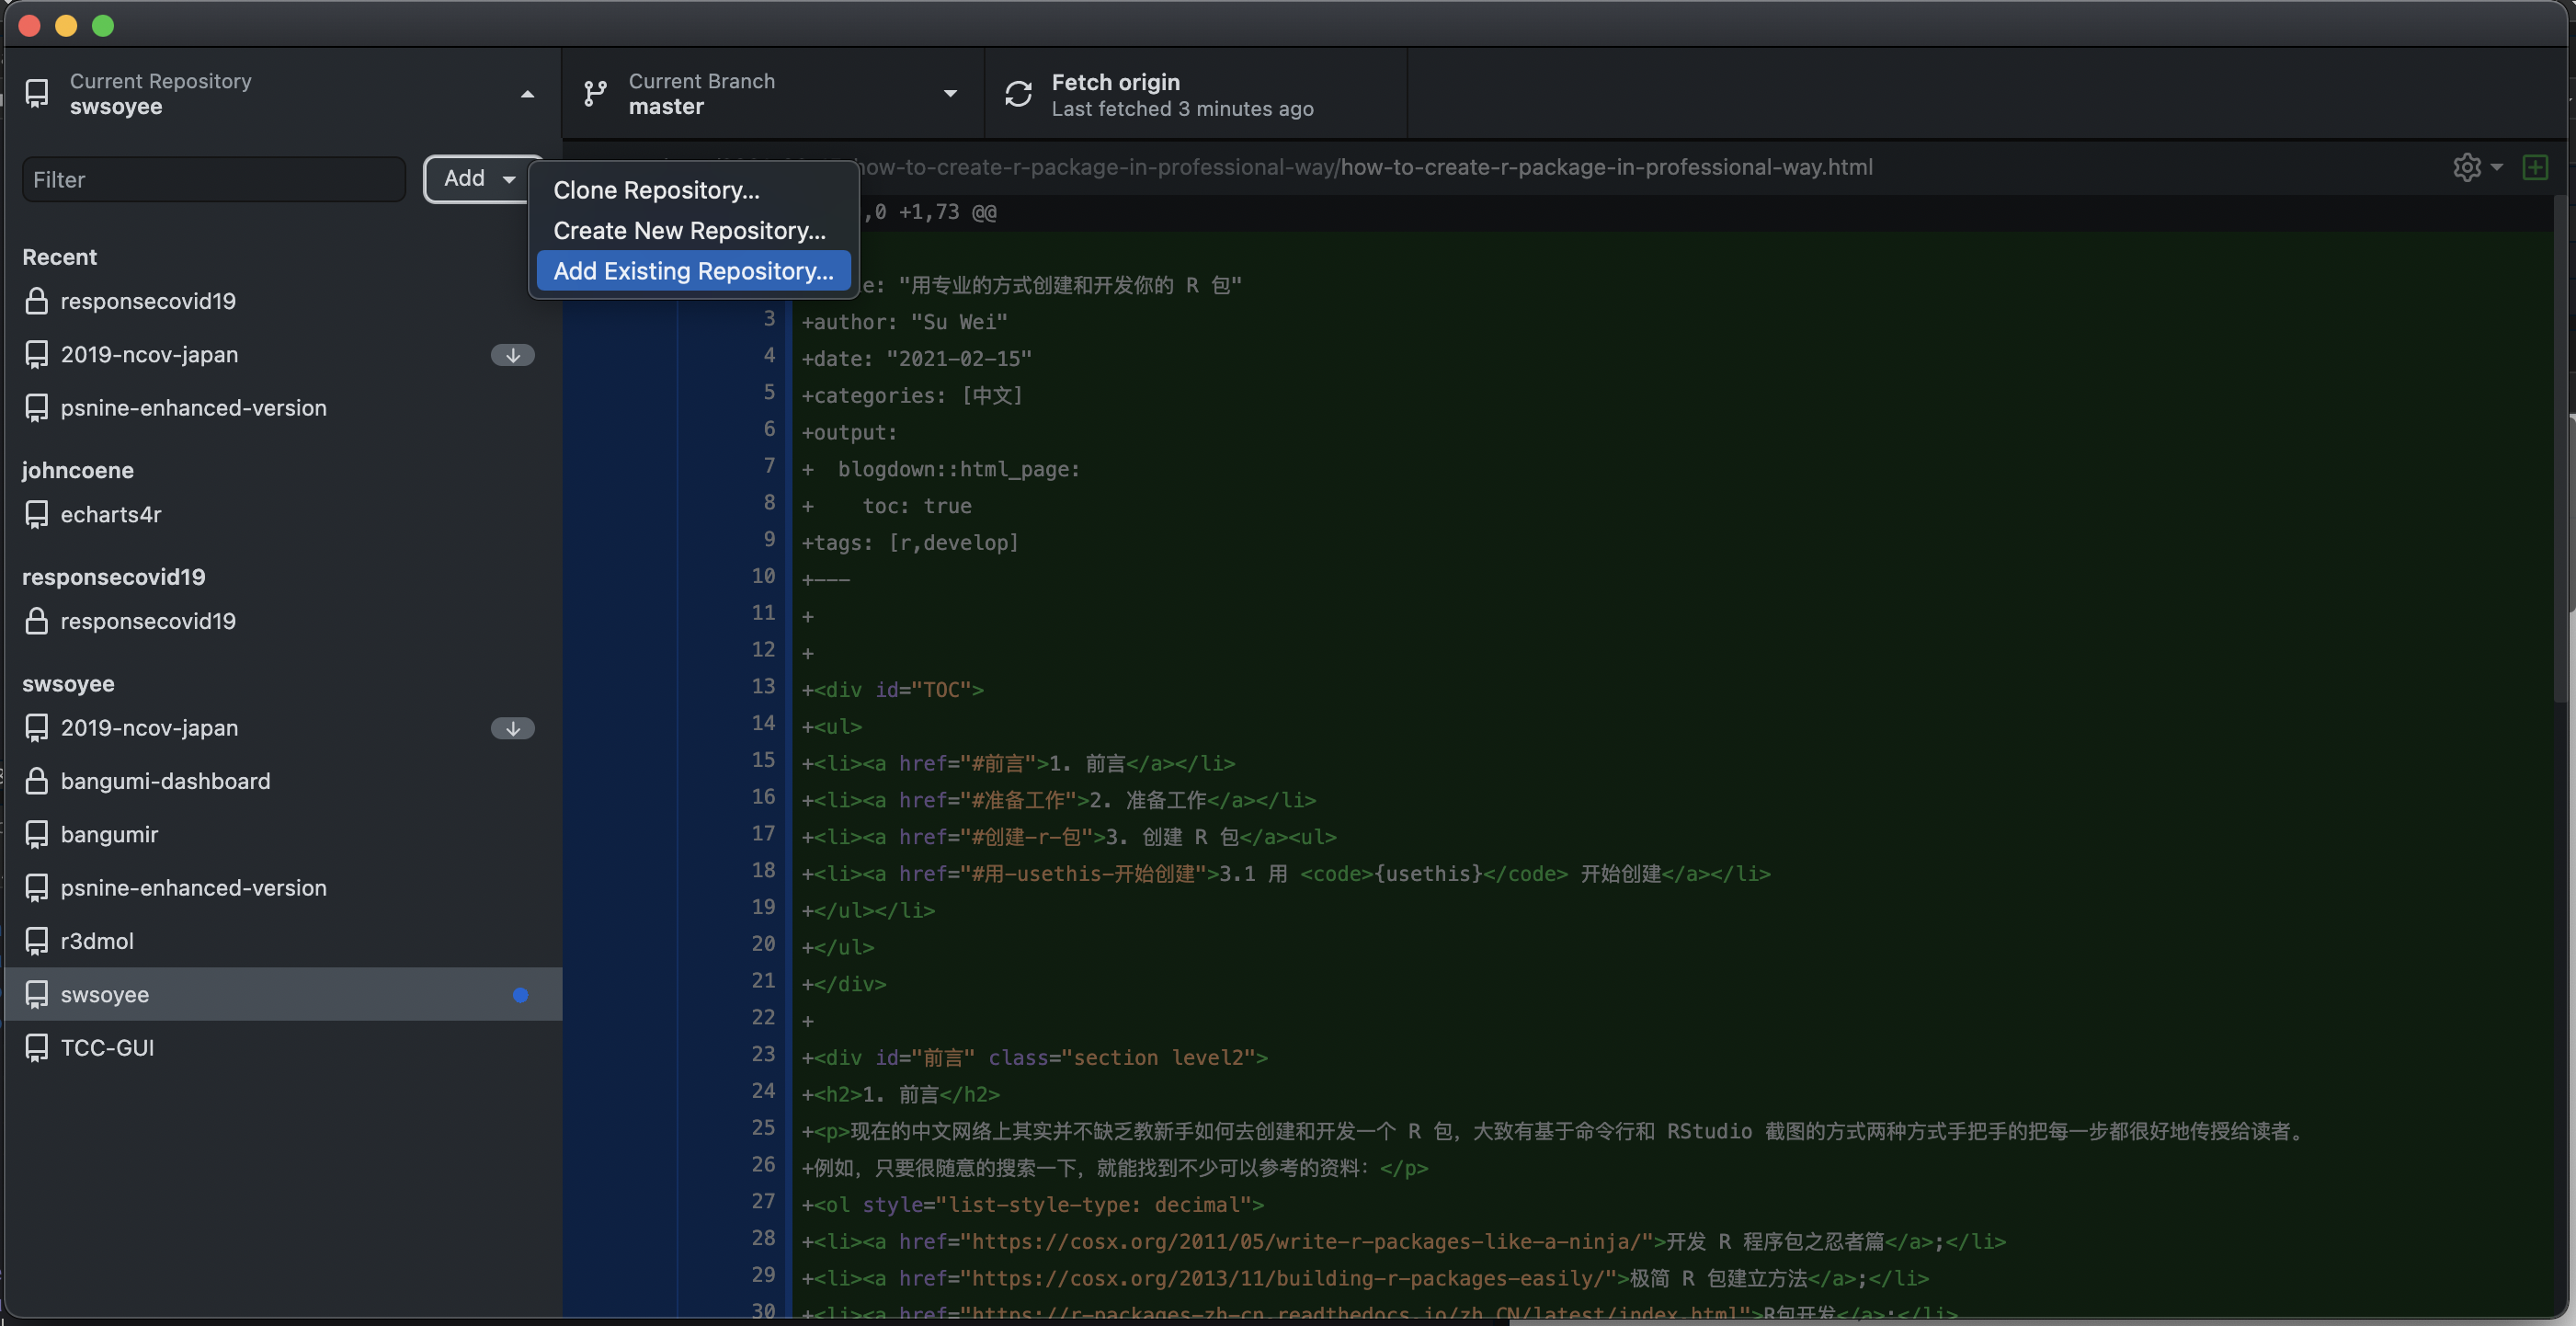 Current Repository
swsoyee
Current Branch
master
Fetch origin
Last fetched 3 minutes ago
Filter
Add
Clone Repository...
Create New Repository...
Add Existing Repository...
how-to-create-r-package-in-professional-way/how-to-create-r-package-in-professional-way.html
,0 +1,73 @@
Recent
responsecovid19
2019-ncov-japan
psnine-enhanced-version
johncoene
echarts4r
responsecovid19
responsecovid19
swsoyee
2019-ncov-japan
bangumi-dashboard
bangumir
psnine-enhanced-version
r3dmol
swsoyee
TCC-GUI
e: "用专业的方式创建和开发你的 R 包"
3 +author: "Su Wei"
4 +date: "2021-02-15"
5 +categories: [中文]
6 +output:
7 +  blogdown::html_page:
8 +    toc: true
9 +tags: [r,develop]
10 +---
11 +
12 +
13 +<div id="TOC">
14 +<ul>
15 +<li><a href="#前言">1. 前言</a></li>
16 +<li><a href="#准备工作">2. 准备工作</a></li>
17 +<li><a href="#创建-r-包">3. 创建 R 包</a><ul>
18 +<li><a href="#用-usethis-开始创建">3.1 用 <code>{usethis}</code> 开始创建</a></li>
19 +</ul></li>
20 +</ul>
21 +</div>
22 +
23 +<div id="前言" class="section level2">
24 +<h2>1. 前言</h2>
25 +<p>现在的中文网络上其实并不缺乏教新手如何去创建和开发一个 R 包，大致有基于命令行和 RStudio 截图的方式两种方式手把手的把每一步都很好地传授给读者。
26 +例如，只要很随意的搜索一下，就能找到不少可以参考的资料：</p>
27 +<ol style="list-style-type: decimal">
28 +<li><a href="https://cosx.org/2011/05/write-r-packages-like-a-ninja/">开发 R 程序包之忍者篇</a>;</li>
29 +<li><a href="https://cosx.org/2013/11/building-r-packages-easily/">极简 R 包建立方法</a>;</li>
30 +<li><a href="https://r-packages-zh-cn.readthedocs.io/zh_CN/latest/index.html">R包开发</a>;</li>